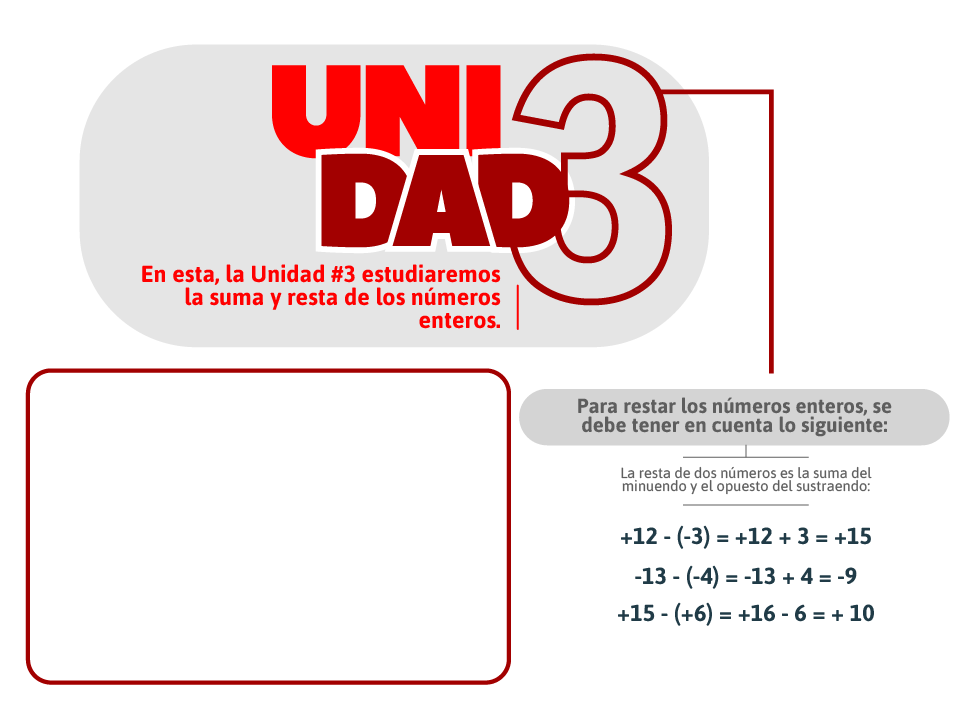 UNI
DAD
3
En esta, la Unidad #3 estudiaremos
la suma y resta de los números
enteros.
Para restar los números enteros, se
debe tener en cuenta lo siguiente:
La resta de dos números es la suma del
minuendo y el opuesto del sustraendo:
+12 - (-3) = +12 + 3 = +15
-13 - (-4) = -13 + 4 = -9
+15 - (+6) = +16 - 6 = + 10